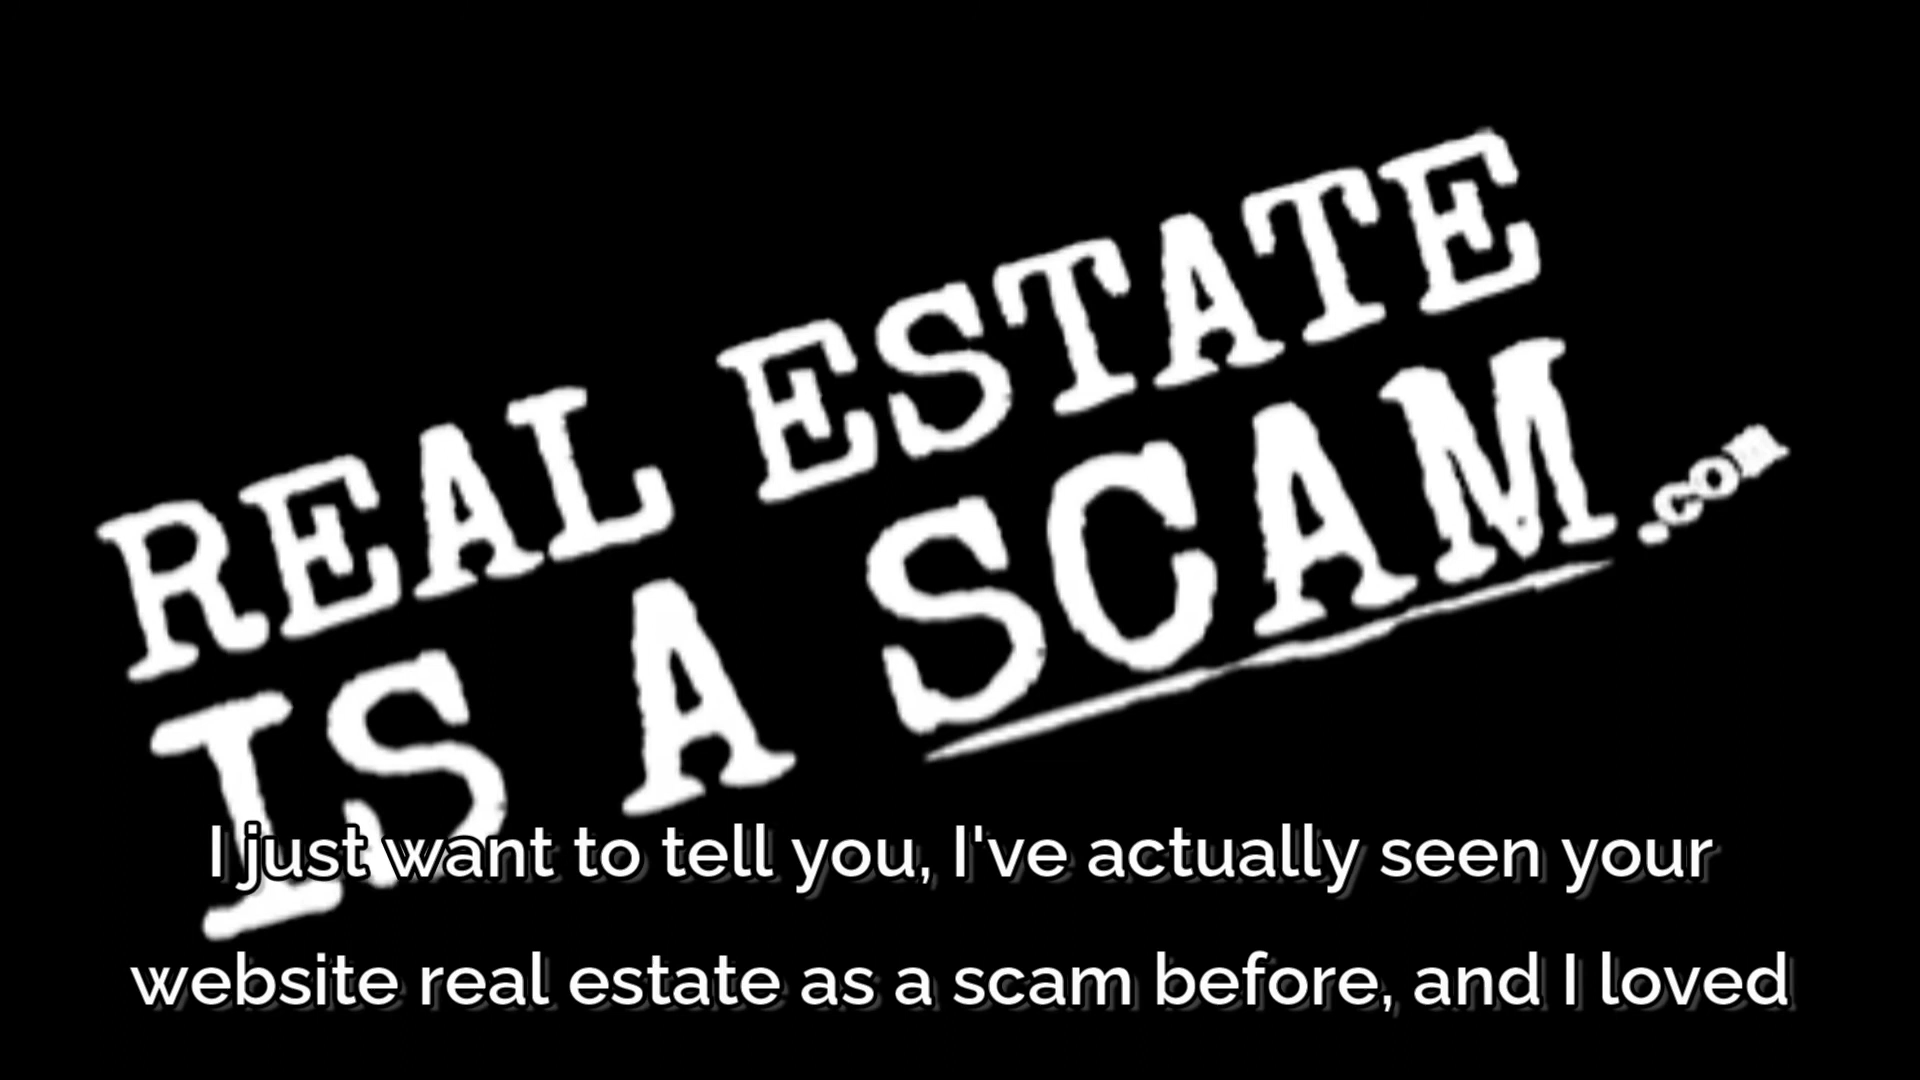 REAL ESTATE
IS A SCAM.com
I just want to tell you, I've actually seen your
website real estate as a scam before, and I loved